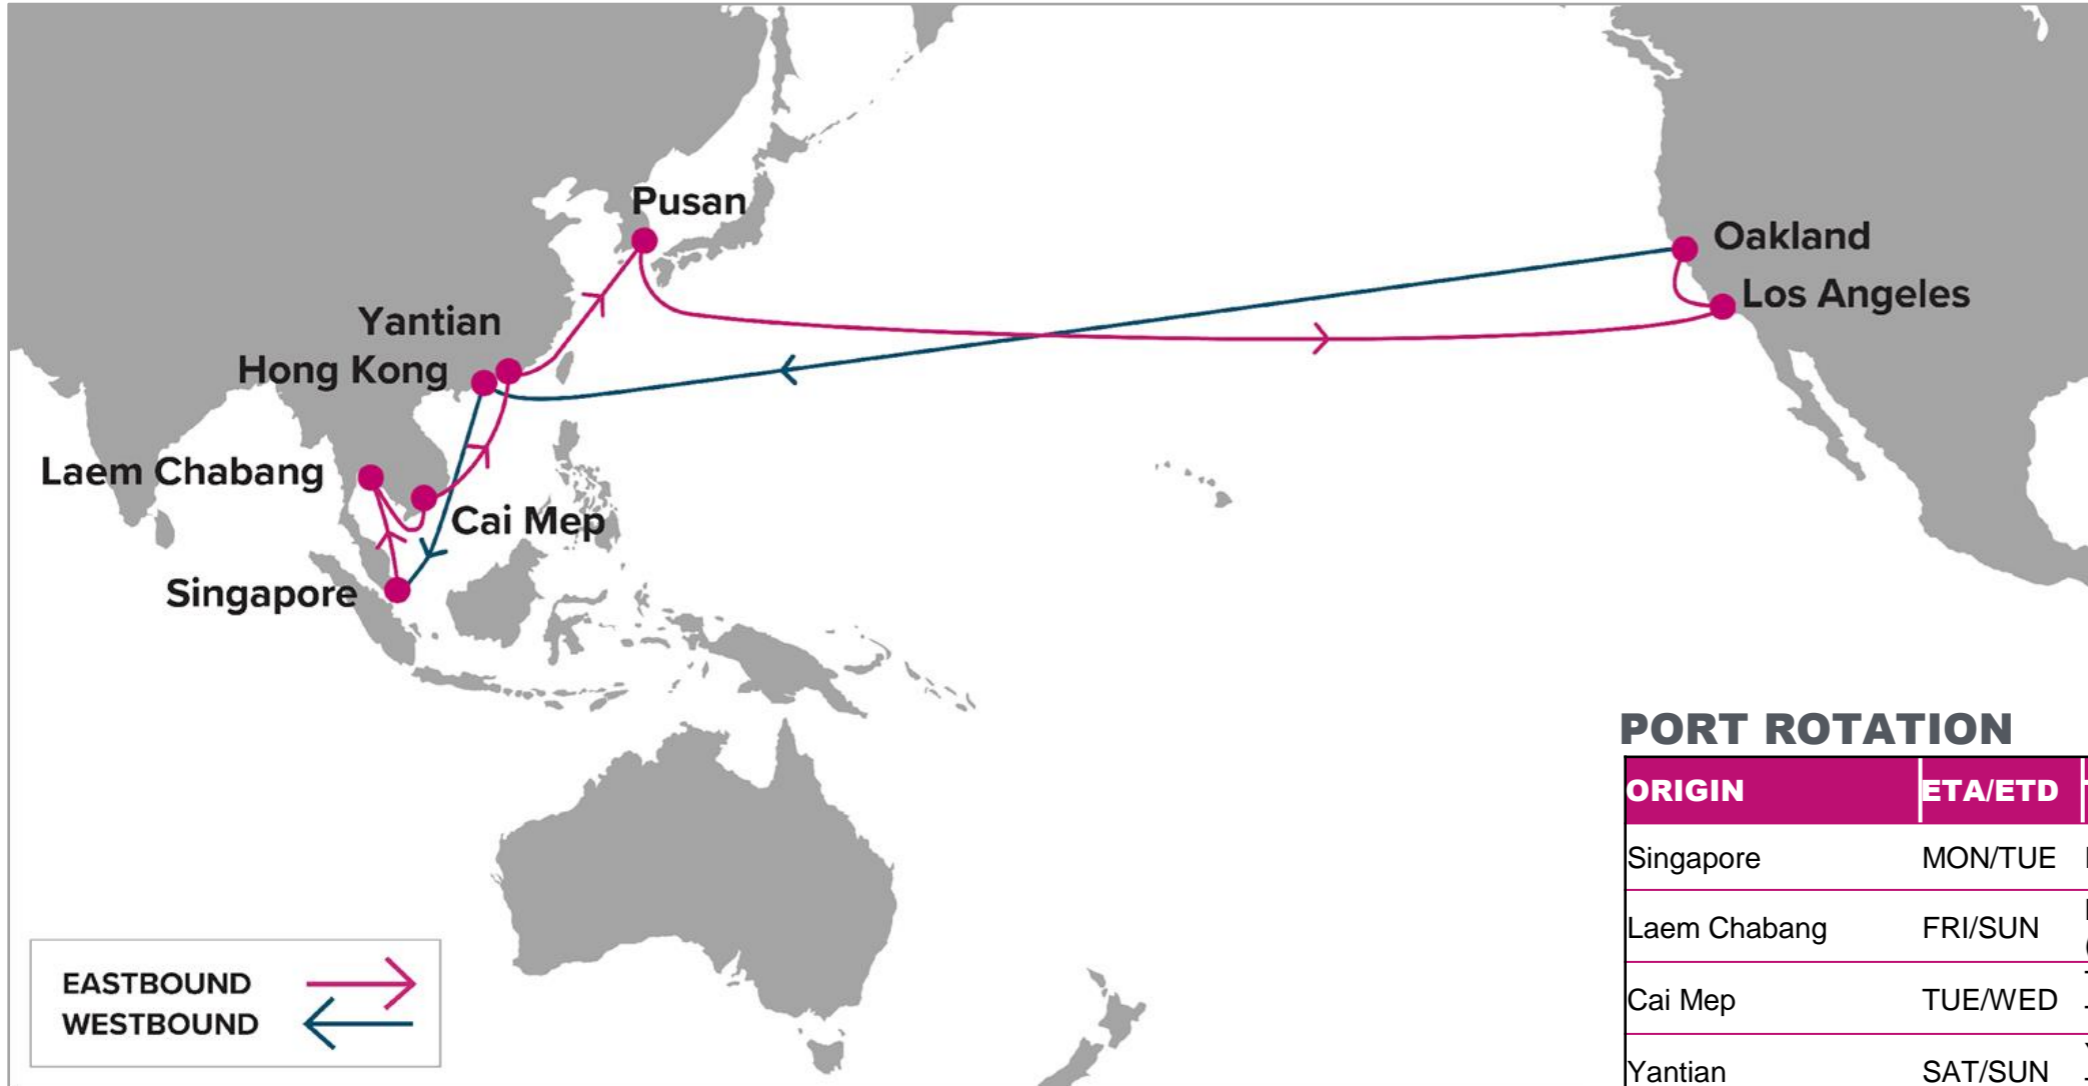 Pusan
Oakland
Los Angeles
Yantian
Hong Kong
Laem Chabang
Cai Mep
Singapore
EASTBOUND
WESTBOUND
PORT ROTATION
ORIGIN ETA/ETD
Singapore MON/TUE
Laem Chabang FRI/SUN
Cai Mep TUE/WED
Yantian SAT/SUN